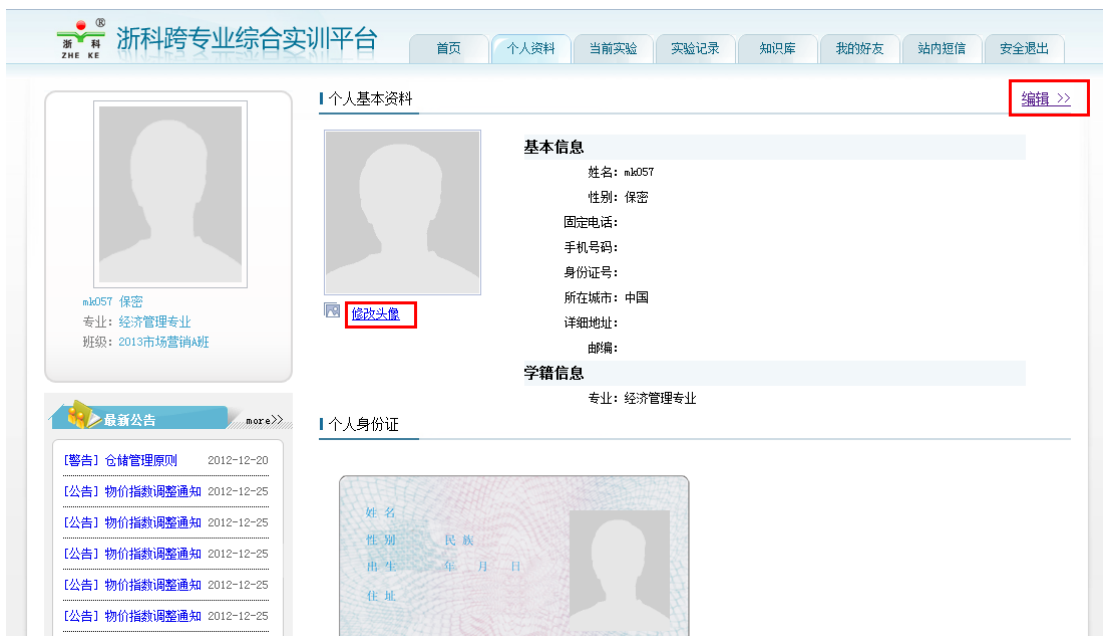 浙科 ®
ZHE KE
浙科跨专业综合实训平台
首页 个人资料 当前实验 实验记录 知识库 我的好友 站内短信 安全退出
mk057 保密
专业：经济管理专业
班级：2013市场营销A班
最新公告 more>>
[警告] 仓储管理原则 2012-12-20
[公告] 物价指数调整通知 2012-12-25
[公告] 物价指数调整通知 2012-12-25
[公告] 物价指数调整通知 2012-12-25
[公告] 物价指数调整通知 2012-12-25
[公告] 物价指数调整通知 2012-12-25
个人基本资料
编辑 >>
修改头像
基本信息
姓名：mk057
性别：保密
固定电话：
手机号码：
身份证号：
所在城市：中国
详细地址：
邮编：
学籍信息
专业：经济管理专业
个人身份证
姓名
性别 民族
出生 年 月 日
住址